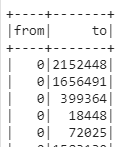 +----+-------+
|from|     to|
+----+-------+
|   0|2152448|
|   0|1656491|
|   0| 399364|
|   0|  18448|
|   0|  72025|